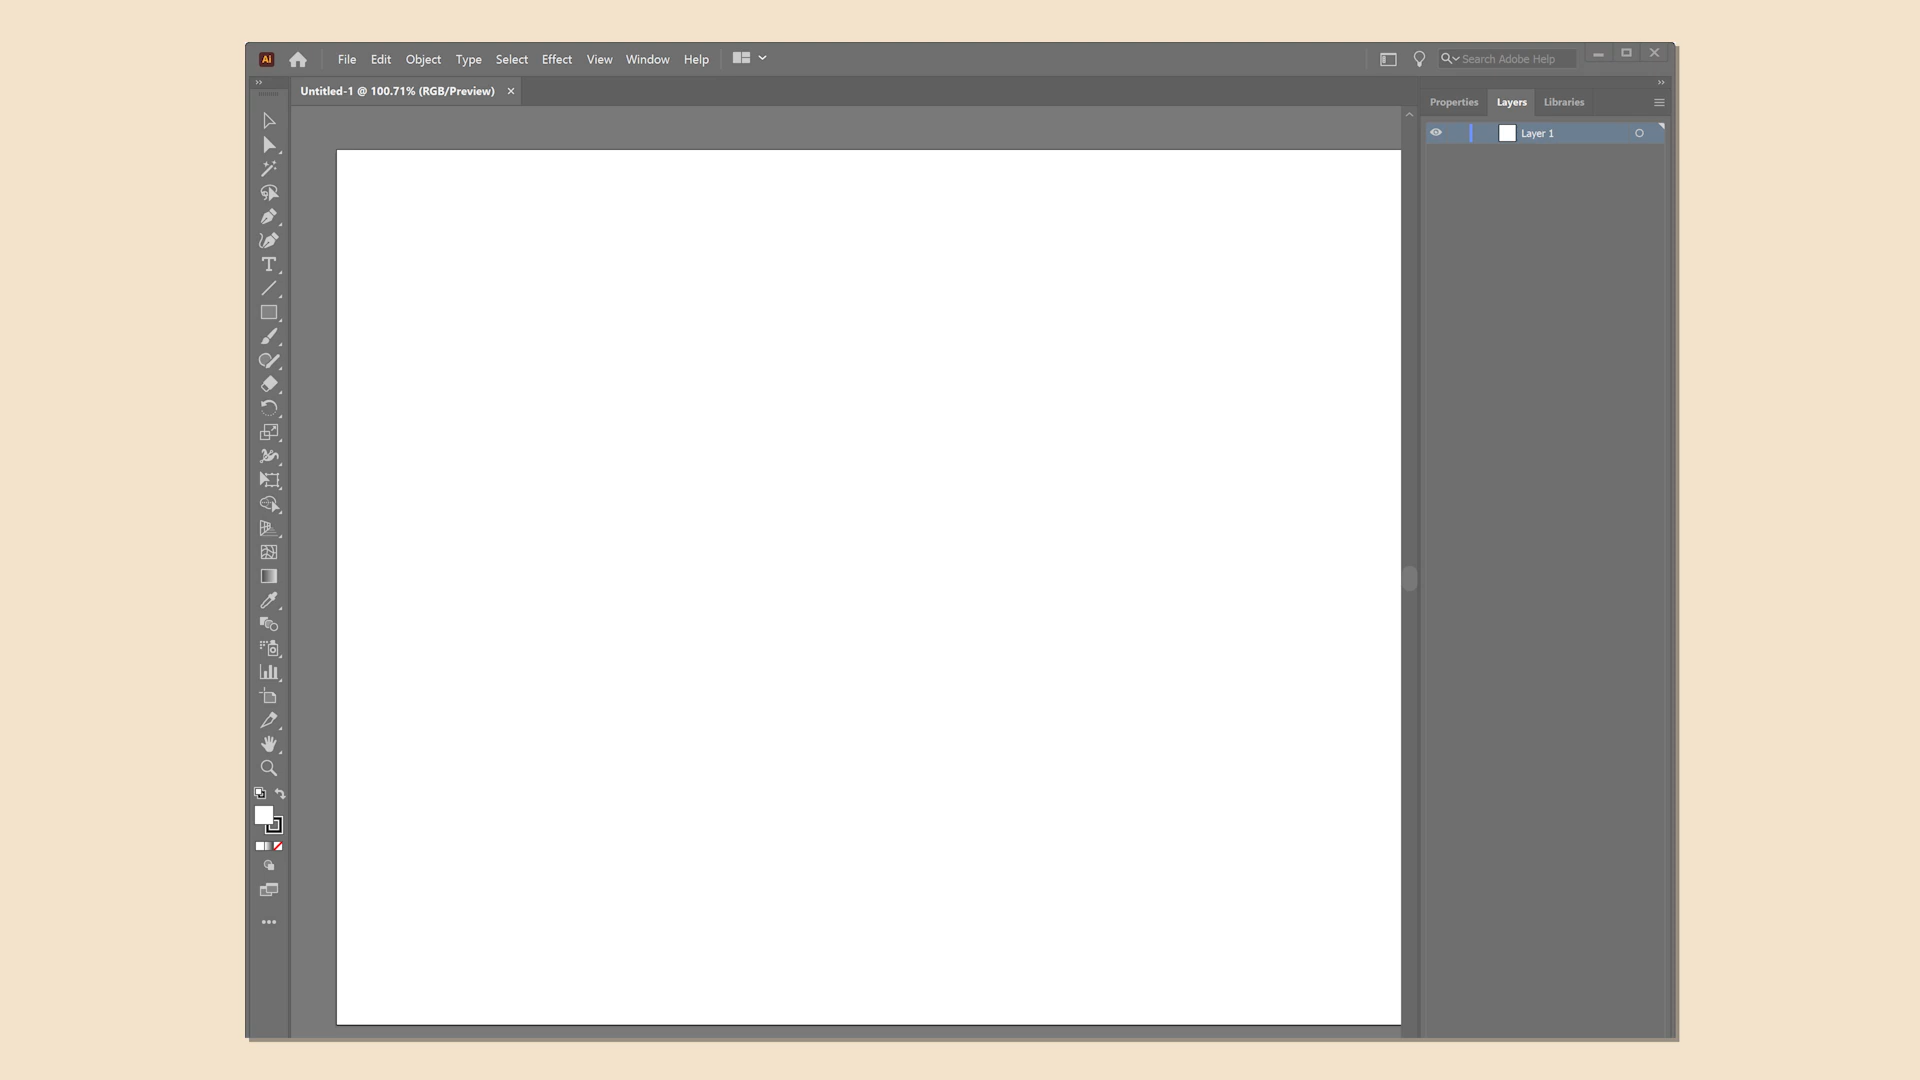 Ai File Edit Object Type Select Effect View Window Help Search Adobe Help
Untitled-1 @ 100.71% (RGB/Preview) ×
Properties Layers Libraries
Layer 1